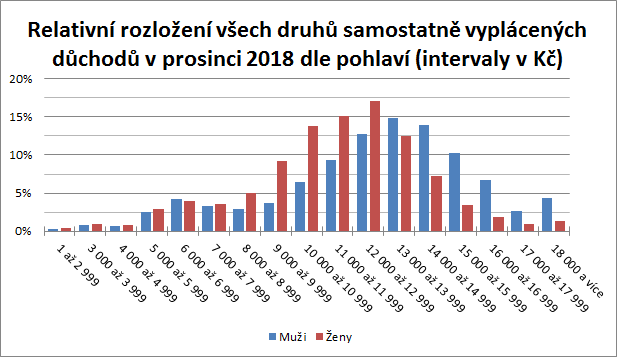 Relativní rozložení všech druhů samostatně vyplácených
důchodů v prosinci 2018 dle pohlaví (intervaly v Kč)
20%
15%
10%
5%
0%
1 až 2 999
3 000 až 3 999
4 000 až 4 999
5 000 až 5 999
6 000 až 6 999
7 000 až 7 999
8 000 až 8 999
9 000 až 9 999
10 000 až 10 999
11 000 až 11 999
12 000 až 12 999
13 000 až 13 999
14 000 až 14 999
15 000 až 15 999
16 000 až 16 999
17 000 až 17 999
18 000 a více
Muži
Ženy